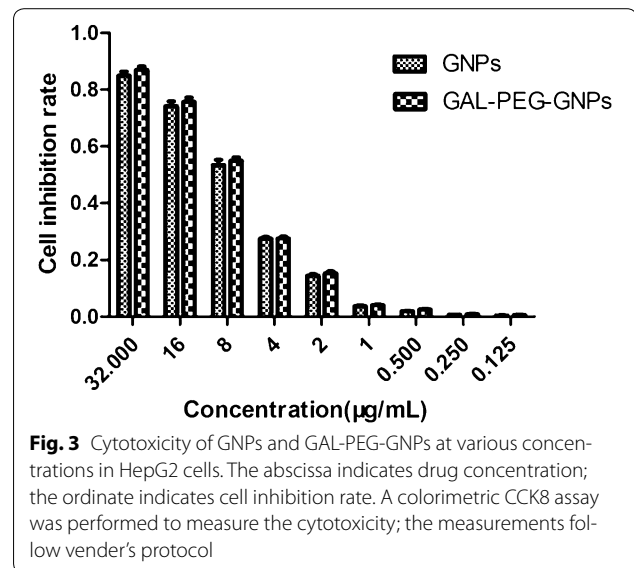 1.0
0.8
0.6
0.4
0.2
0.0
Cell inhibition rate
GNPs
GAL-PEG-GNPs
32.000
16
8
4
2
1
0.500
0.250
0.125
Concentration(µg/mL)
Fig. 3 Cytotoxicity of GNPs and GAL-PEG-GNPs at various concen-
trations in HepG2 cells. The abscissa indicates drug concentration;
the ordinate indicates cell inhibition rate. A colorimetric CCK8 assay
was performed to measure the cytotoxicity; the measurements fol-
low vender’s protocol